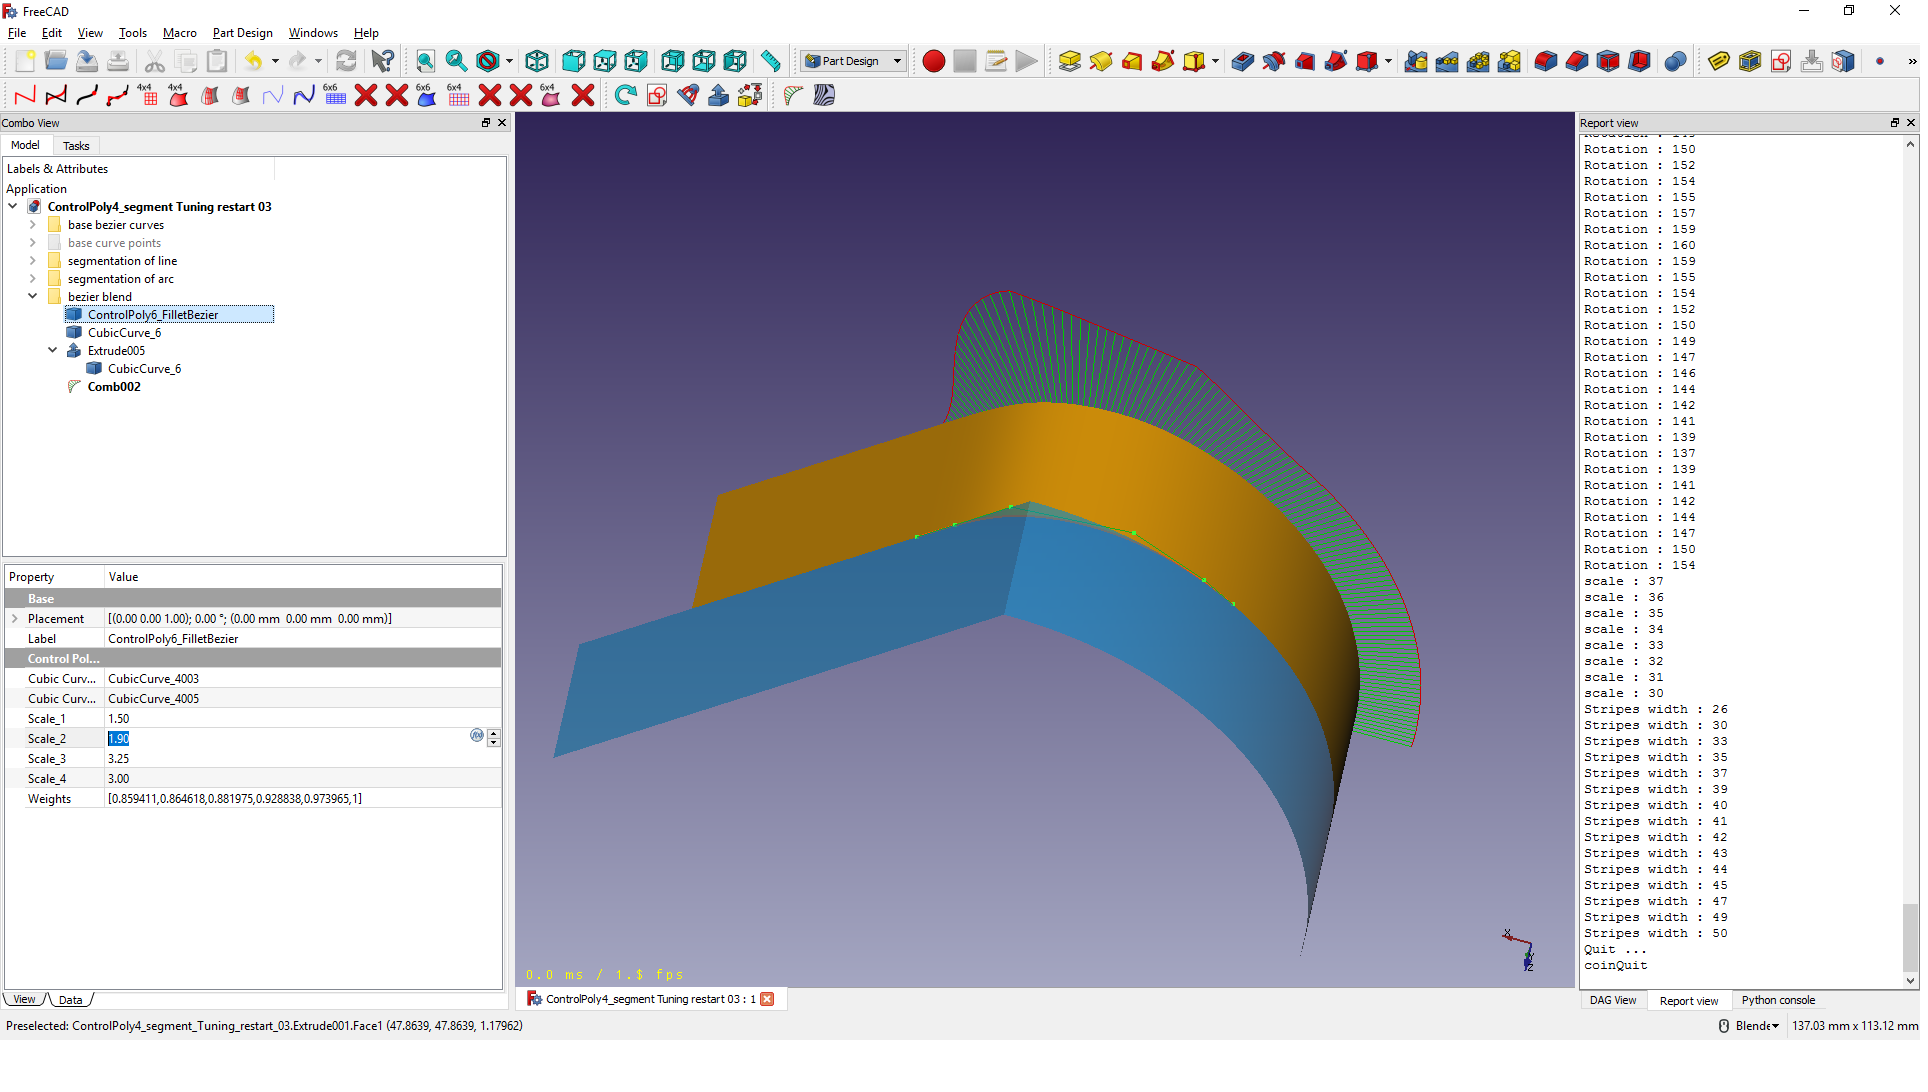 FreeCAD
File Edit View Tools Macro Part Design Windows Help
Part Design
4x4 4x4 6x6 6x6 6x4 4x4
Combo View
Model Tasks
Labels & Attributes
Application
ControlPoly4_segment Tuning restart 03
base bezier curves
base curve points
segmentation of line
segmentation of arc
bezier blend
ControlPoly6_FilletBezier
CubicCurve_6
Extrude005
CubicCurve_6
Comb002
Property Value
Base
Placement [(0.00 0.00 1.00); 0.00 °; (0.00 mm 0.00 mm 0.00 mm)]
Label ControlPoly6_FilletBezier
Control Pol...
Cubic Curv... CubicCurve_4003
Cubic Curv... CubicCurve_4005
Scale_1 1.50
Scale_2 1.90
Scale_3 3.25
Scale_4 3.00
Weights [0.859411,0.864618,0.881975,0.928838,0.973965,1]
View Data
0.0 ms / 1.$ fps
X
Y
Z
ControlPoly4_segment Tuning restart 03 : 1
Report view
Rotation : 150
Rotation : 152
Rotation : 154
Rotation : 155
Rotation : 157
Rotation : 159
Rotation : 160
Rotation : 159
Rotation : 155
Rotation : 154
Rotation : 152
Rotation : 150
Rotation : 149
Rotation : 147
Rotation : 146
Rotation : 144
Rotation : 142
Rotation : 141
Rotation : 139
Rotation : 137
Rotation : 139
Rotation : 141
Rotation : 142
Rotation : 144
Rotation : 147
Rotation : 150
Rotation : 154
scale : 37
scale : 36
scale : 35
scale : 34
scale : 33
scale : 32
scale : 31
scale : 30
Stripes width : 26
Stripes width : 30
Stripes width : 33
Stripes width : 35
Stripes width : 37
Stripes width : 39
Stripes width : 40
Stripes width : 41
Stripes width : 42
Stripes width : 43
Stripes width : 44
Stripes width : 45
Stripes width : 47
Stripes width : 49
Stripes width : 50
Quit ...
coinQuit
DAG View Report view Python console
Preselected: ControlPoly4_segment_Tuning_restart_03.Extrude001.Face1 (47.8639, 47.8639, 1.17962)
Blende 137.03 mm x 113.12 mm